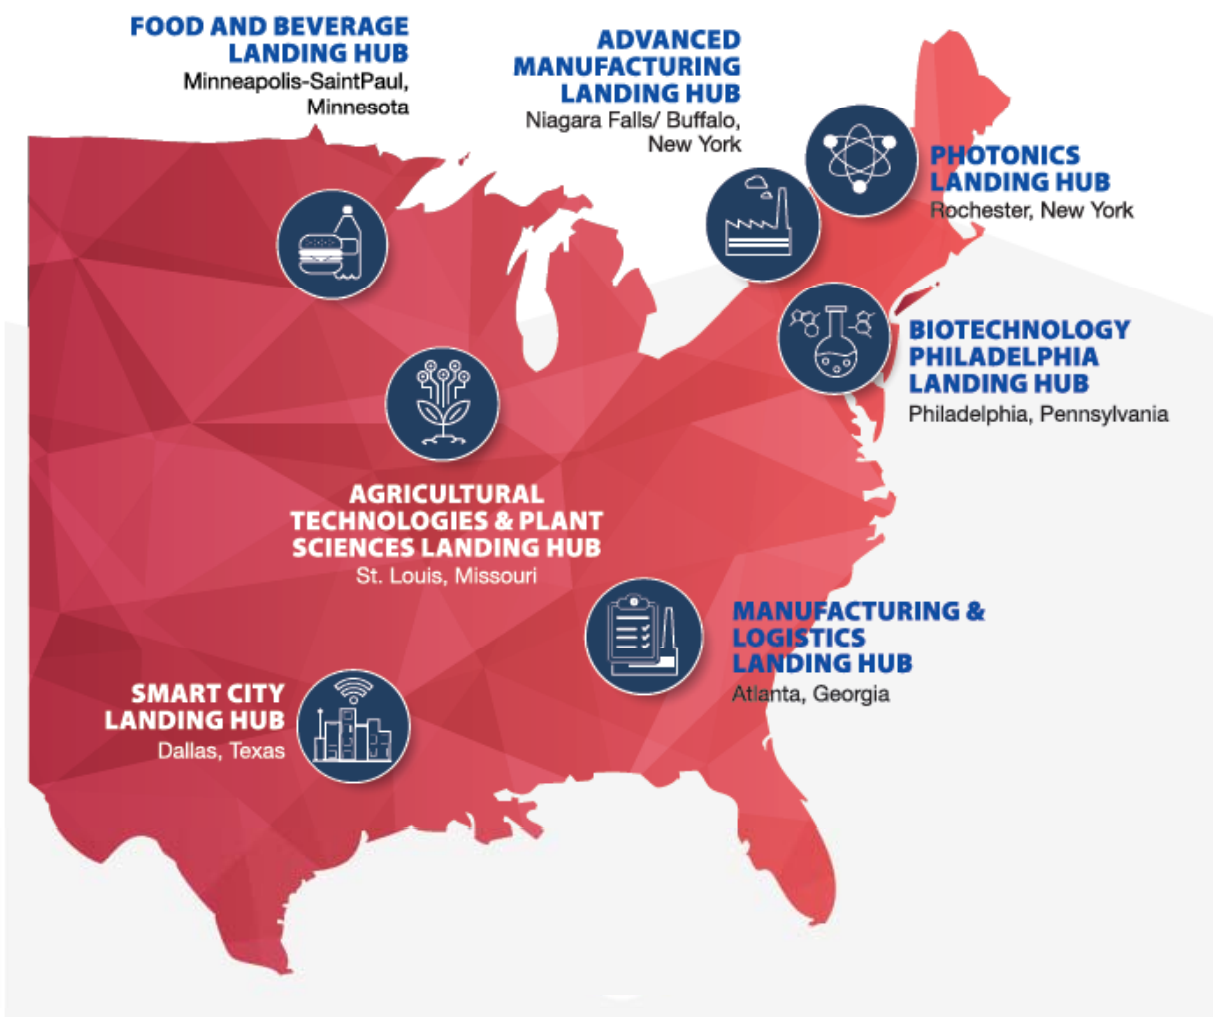 FOOD AND BEVERAGE
LANDING HUB
Minneapolis-SaintPaul,
Minnesota
ADVANCED
MANUFACTURING
LANDING HUB
Niagara Falls/ Buffalo,
New York
PHOTONICS
LANDING HUB
Rochester, New York
BIOTECHNOLOGY
PHILADELPHIA
LANDING HUB
Philadelphia, Pennsylvania
AGRICULTURAL
TECHNOLOGIES & PLANT
SCIENCES LANDING HUB
St. Louis, Missouri
MANUFACTURING &
LOGISTICS
LANDING HUB
Atlanta, Georgia
SMART CITY
LANDING HUB
Dallas, Texas